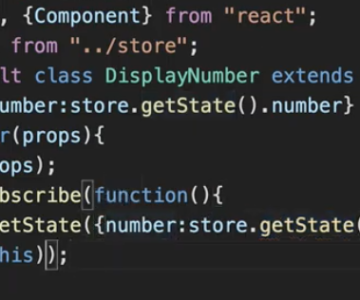 , {Component} from "react";
from "../store";
lt class DisplayNumber extends
umber:store.getState().number}
r(props){
ops);
bscribe(function(){
etState({number:store.getState(
his));